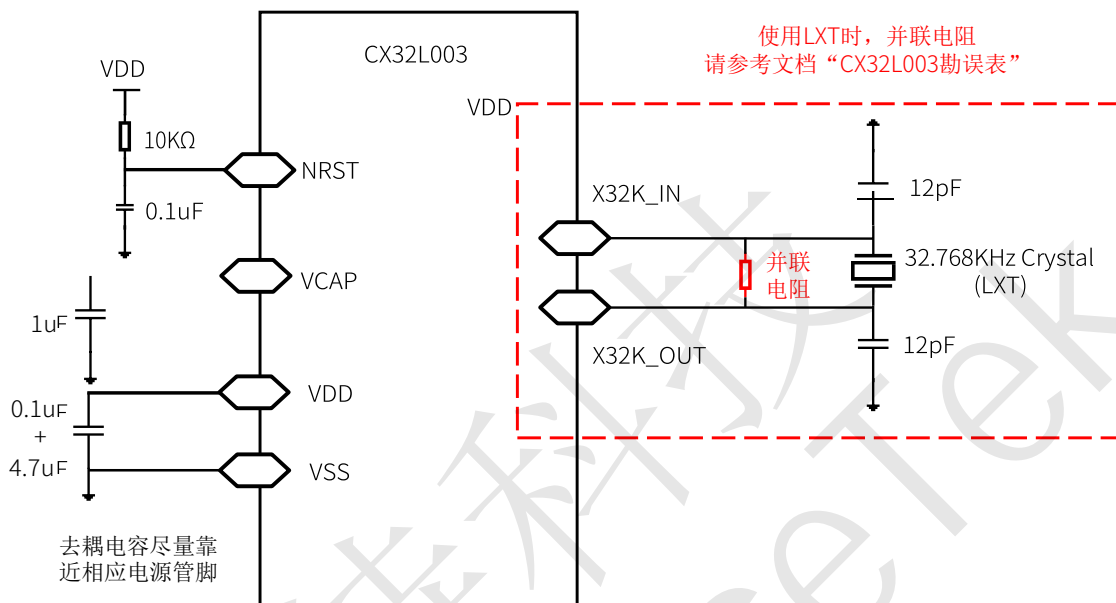 CX32L003
使用LXT时，并联电阻
请参考文档“CX32L003勘误表”
VDD
10KΩ
NRST
0.1uF
VDD
X32K_IN
12pF
VCAP
并联
电阻
32.768KHz Crystal
(LXT)
1uF
X32K_OUT
12pF
VDD
0.1uF
+
4.7uF
VSS
去耦电容尽量靠
近相应电源管脚
科技
eTek